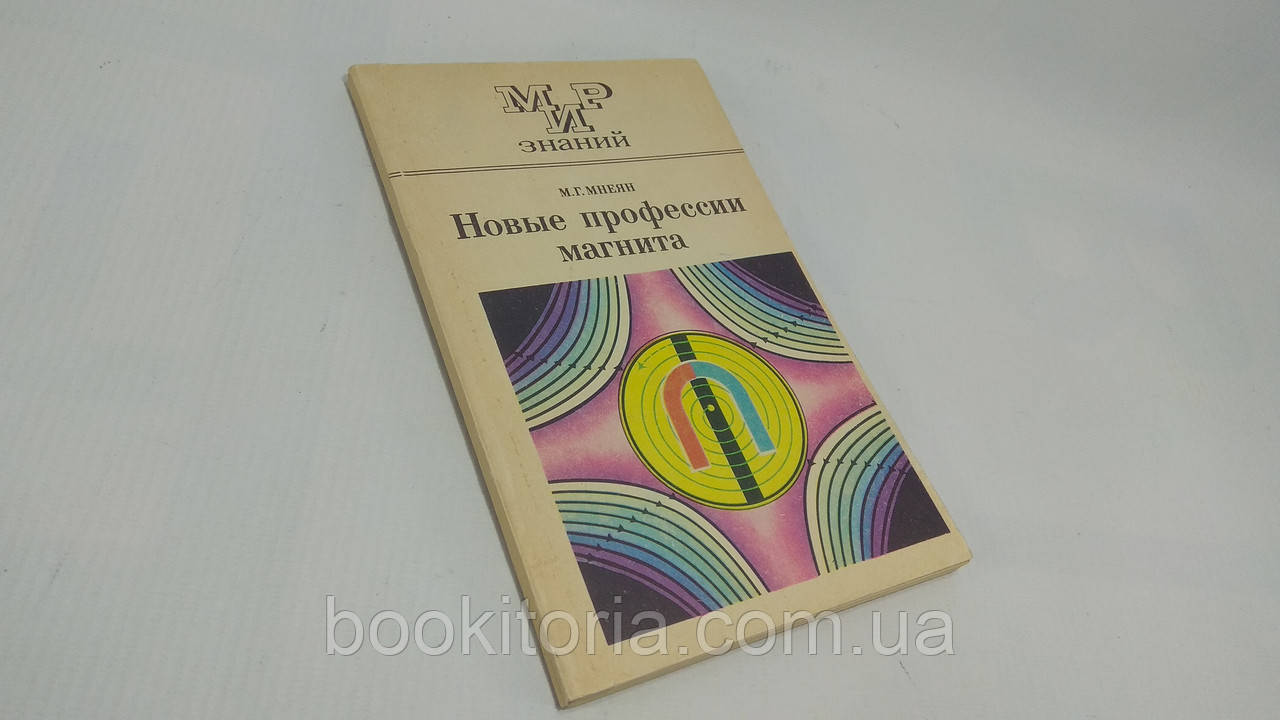 МИР
знаний
М.Г.МНЕЯН
Новые профессии
магнита
bookitoria.com.ua